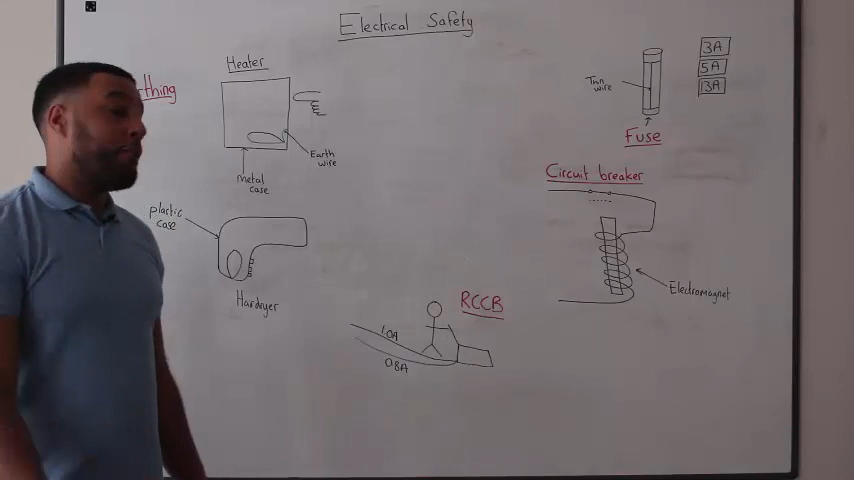 Electrical Safety
thing
Heater
Earth
wire
metal
case
plastic
case
Hardryer
1.0A
0.8A
RCCB
Thin
wire
3A
5A
13A
Fuse
Circuit breaker
Electromagnet